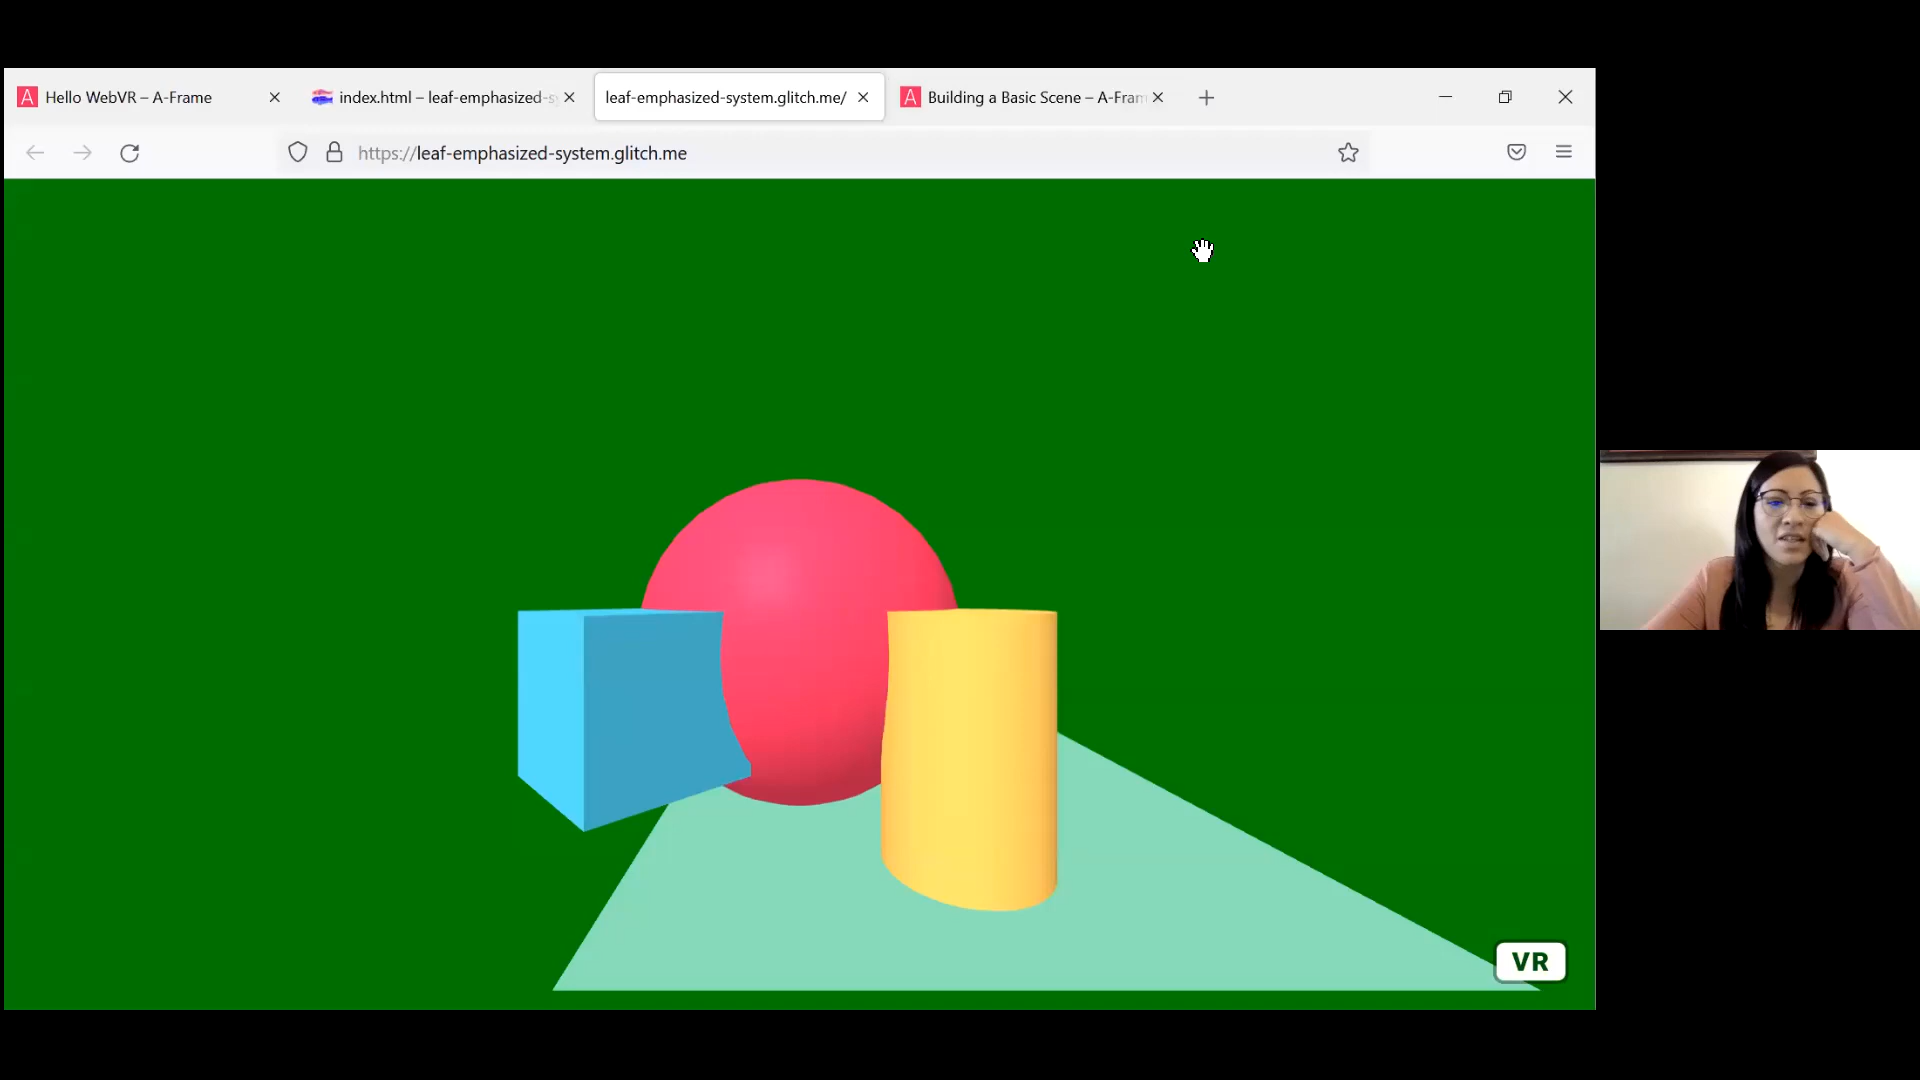 A Hello WebVR – A-Frame
index.html – leaf-emphasized-s
leaf-emphasized-system.glitch.me/
A Building a Basic Scene – A-Fram
https://leaf-emphasized-system.glitch.me
VR